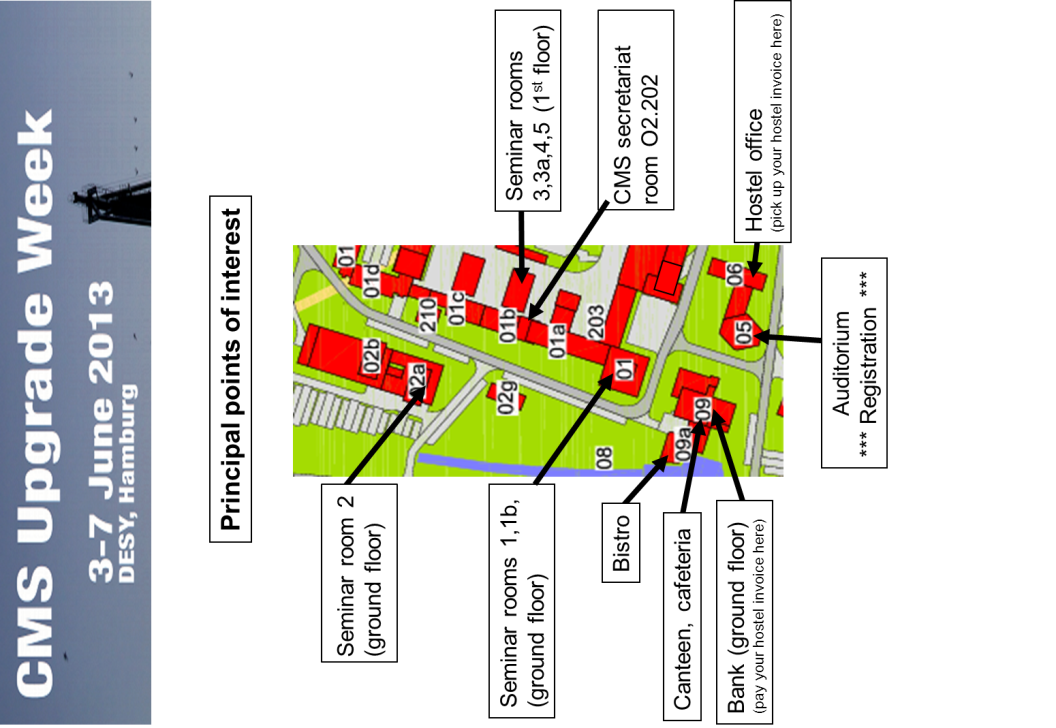 CMS Upgrade Week
3-7 June 2013
DESY, Hamburg
Principal points of interest
Seminar room 2
(ground floor)
Seminar rooms 1,1b,
(ground floor)
Bistro
Canteen, cafeteria
Bank (ground floor)
(pay your hostel invoice here)
02b
02a
02g
08
09a
09
01
01d
210
01c
01b
01a
203
01
06
05
Seminar rooms
3,3a,4,5 (1st floor)
CMS secretariat
room O2.202
Hostel office
(pick up your hostel invoice here)
Auditorium
*** Registration ***